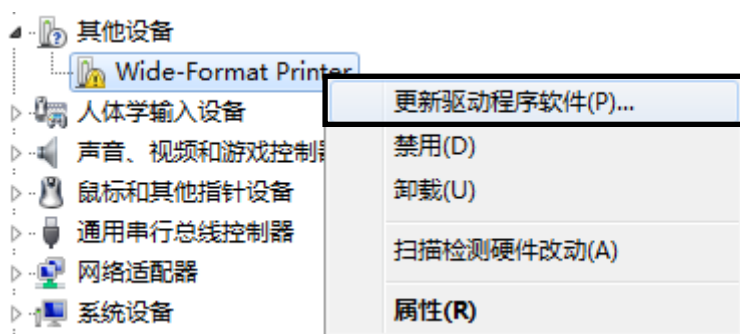 其他设备
Wide-Format Printer
更新驱动程序软件(P)...
人体学输入设备
禁用(D)
声音、视频和游戏控制
卸载(U)
鼠标和其他指针设备
通用串行总线控制器
扫描检测硬件改动(A)
网络适配器
系统设备
属性(R)